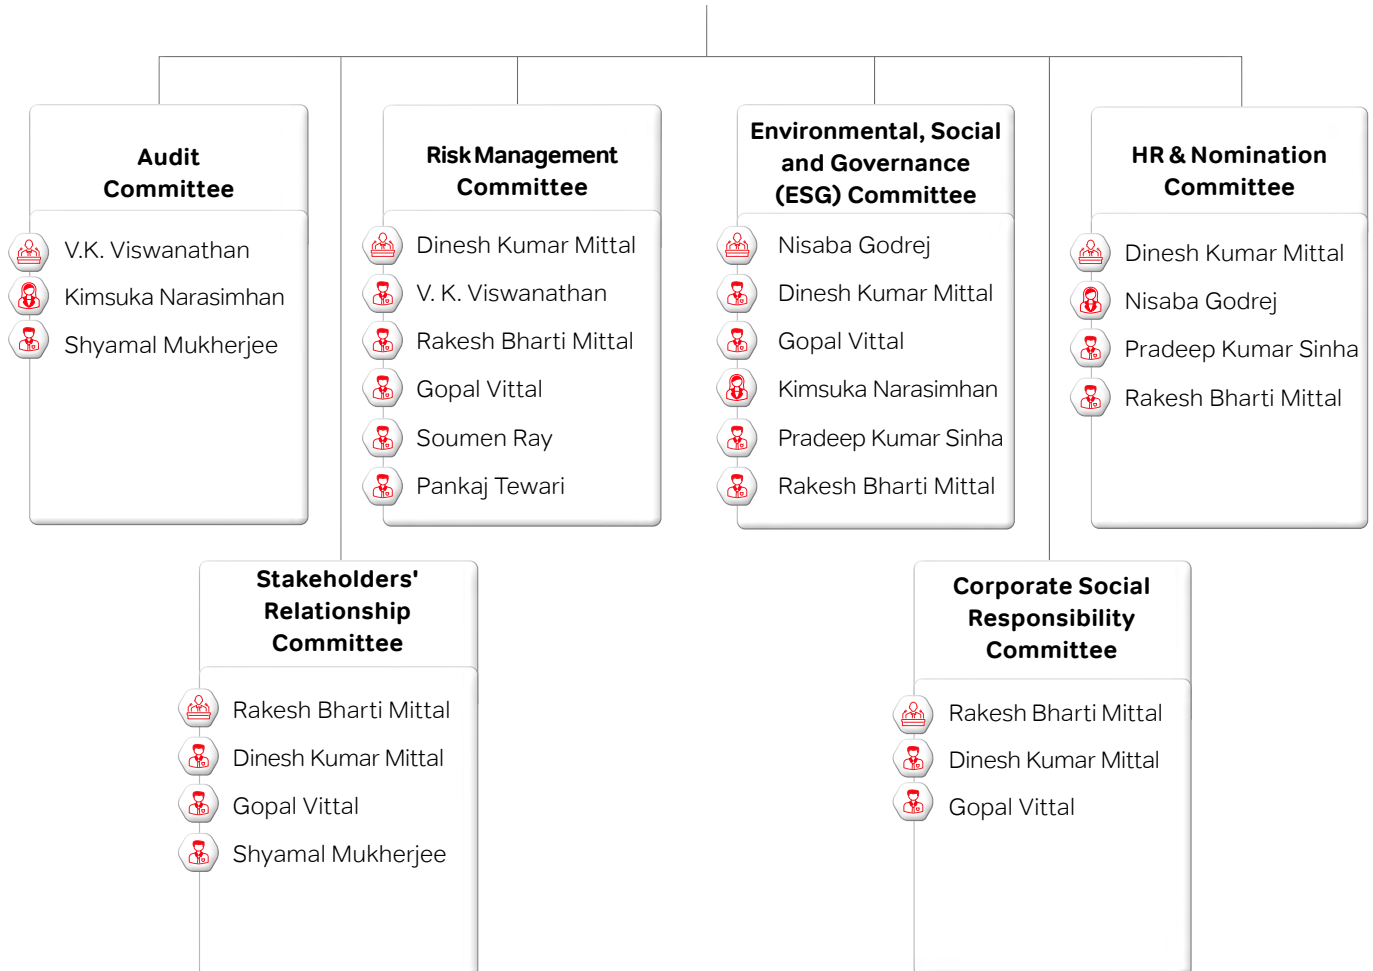 Audit
Committee
V.K. Viswanathan
Kimsuka Narasimhan
Shyamal Mukherjee
Risk Management
Committee
Dinesh Kumar Mittal
V. K. Viswanathan
Rakesh Bharti Mittal
Gopal Vittal
Soumen Ray
Pankaj Tewari
Environmental, Social
and Governance
(ESG) Committee
Nisaba Godrej
Dinesh Kumar Mittal
Gopal Vittal
Kimsuka Narasimhan
Pradeep Kumar Sinha
Rakesh Bharti Mittal
HR & Nomination
Committee
Dinesh Kumar Mittal
Nisaba Godrej
Pradeep Kumar Sinha
Rakesh Bharti Mittal
Stakeholders'
Relationship
Committee
Rakesh Bharti Mittal
Dinesh Kumar Mittal
Gopal Vittal
Shyamal Mukherjee
Corporate Social
Responsibility
Committee
Rakesh Bharti Mittal
Dinesh Kumar Mittal
Gopal Vittal